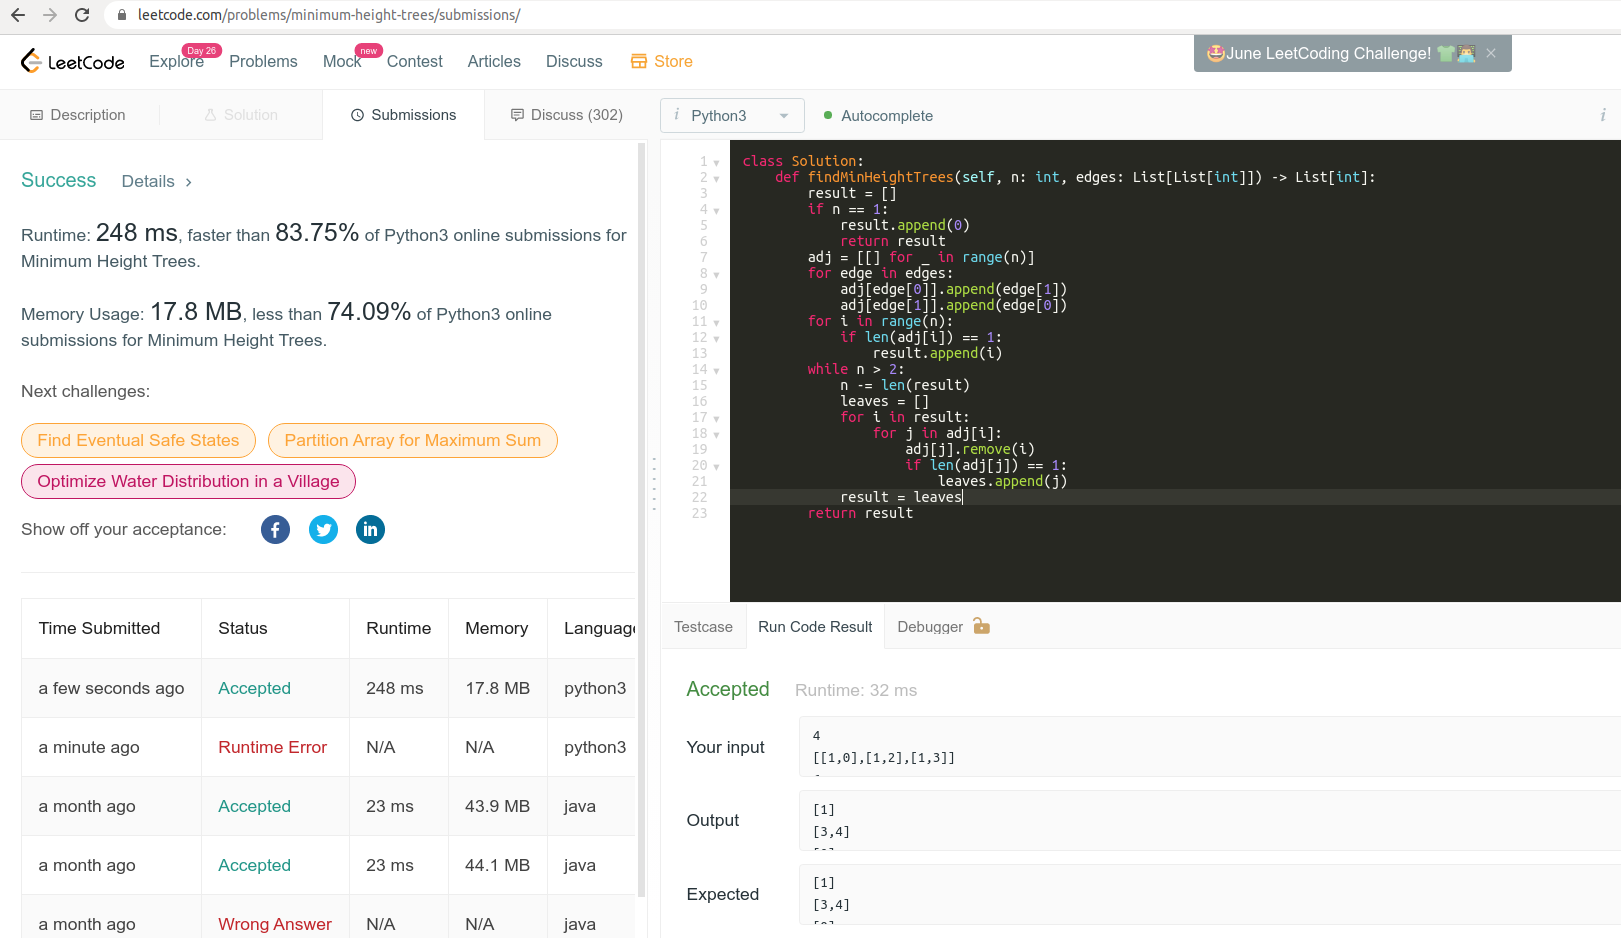 leetcode.com/problems/minimum-height-trees/submissions/
LeetCode
Explore
Day 26
Problems
Mock
new
Contest
Articles
Discuss
Store
June LeetCoding Challenge!
Description
Solution
Submissions
Discuss (302)
i
Python3
Autocomplete
i
Success
Details
Runtime: 248 ms, faster than 83.75% of Python3 online submissions for
Minimum Height Trees.
Memory Usage: 17.8 MB, less than 74.09% of Python3 online
submissions for Minimum Height Trees.
Next challenges:
Find Eventual Safe States
Partition Array for Maximum Sum
Optimize Water Distribution in a Village
Show off your acceptance:
Time Submitted Status Runtime Memory Language
a few seconds ago Accepted 248 ms 17.8 MB python3
a minute ago Runtime Error N/A N/A python3
a month ago Accepted 23 ms 43.9 MB java
a month ago Accepted 23 ms 44.1 MB java
a month ago Wrong Answer N/A N/A java
1 class Solution:
2 def findMinHeightTrees(self, n: int, edges: List[List[int]]) -> List[int]:
3 result = []
4 if n == 1:
5 result.append(0)
6 return result
7 adj = [[] for _ in range(n)]
8 for edge in edges:
9 adj[edge[0]].append(edge[1])
10 adj[edge[1]].append(edge[0])
11 for i in range(n):
12 if len(adj[i]) == 1:
13 result.append(i)
14 while n > 2:
15 n -= len(result)
16 leaves = []
17 for i in result:
18 for j in adj[i]:
19 adj[j].remove(i)
20 if len(adj[j]) == 1:
21 leaves.append(j)
22 result = leaves
23 return result
Testcase
Run Code Result
Debugger
Accepted
Runtime: 32 ms
Your input
4
[[1,0],[1,2],[1,3]]
Output
[1]
[3,4]
Expected
[1]
[3,4]